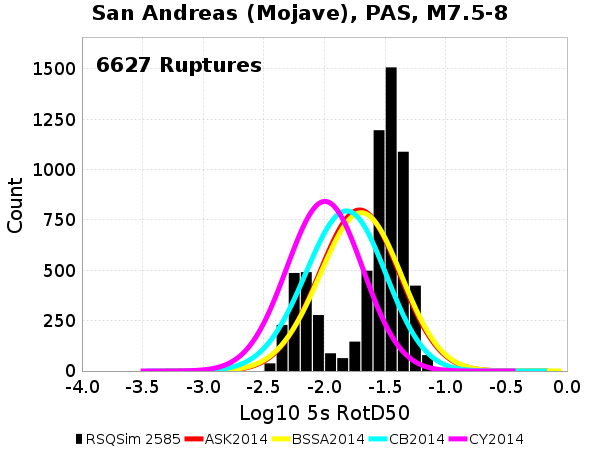 San Andreas (Mojave), PAS, M7.5-8
6627 Ruptures
Count
1500
1250
1000
750
500
250
0
-4.0 -3.5 -3.0 -2.5 -2.0 -1.5 -1.0 -0.5 0.0
Log10 5s RotD50
RSQSim 2585 ASK2014 BSSA2014 CB2014 CY2014